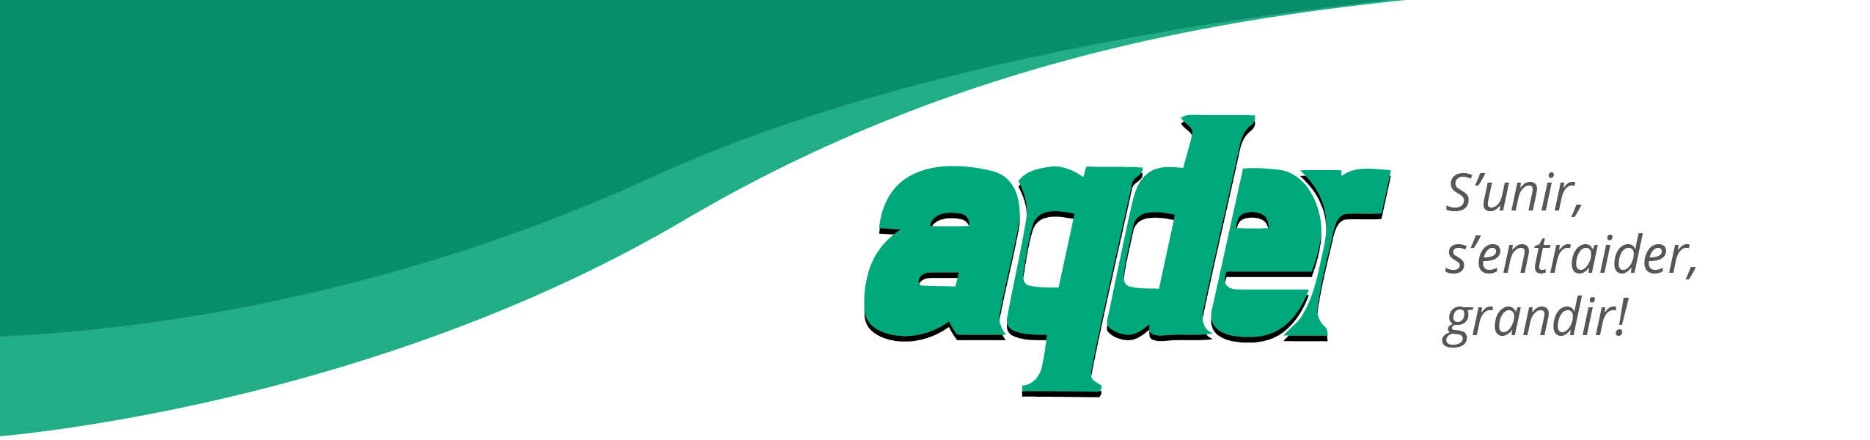 aqder
S’unir,
s’entraider,
grandir!